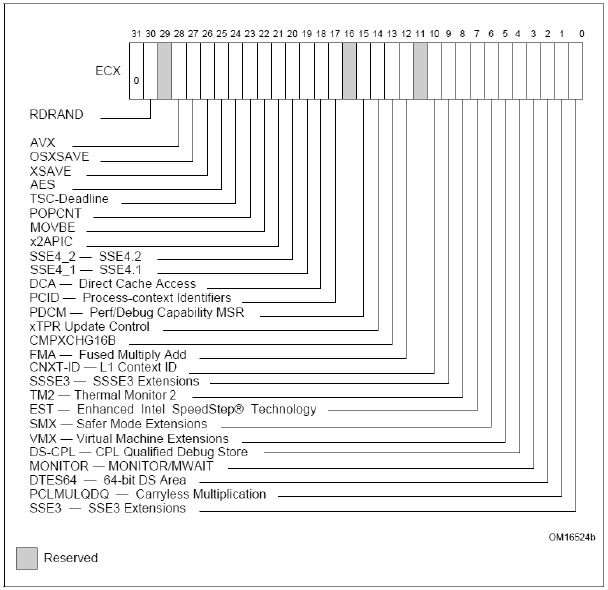 31 30 29 28 27 26 25 24 23 22 21 20 19 18 17 16 15 14 13 12 11 10 9 8 7 6 5 4 3 2 1 0
ECX
0
RDRAND
AVX
OSXSAVE
XSAVE
AES
TSC-Deadline
POPCNT
MOVBE
x2APIC
SSE4_2 — SSE4.2
SSE4_1 — SSE4.1
DCA — Direct Cache Access
PCID — Process-context Identifiers
PDCM — Perf/Debug Capability MSR
xTPR Update Control
CMPXCHG16B
FMA — Fused Multiply Add
CNXT-ID — L1 Context ID
SSSE3 — SSSE3 Extensions
TM2 — Thermal Monitor 2
EST — Enhanced Intel SpeedStep® Technology
SMX — Safer Mode Extensions
VMX — Virtual Machine Extensions
DS-CPL — CPL Qualified Debug Store
MONITOR — MONITOR/MWAIT
DTES64 — 64-bit DS Area
PCLMULQDQ — Carryless Multiplication
SSE3 — SSE3 Extensions
OM16524b
Reserved